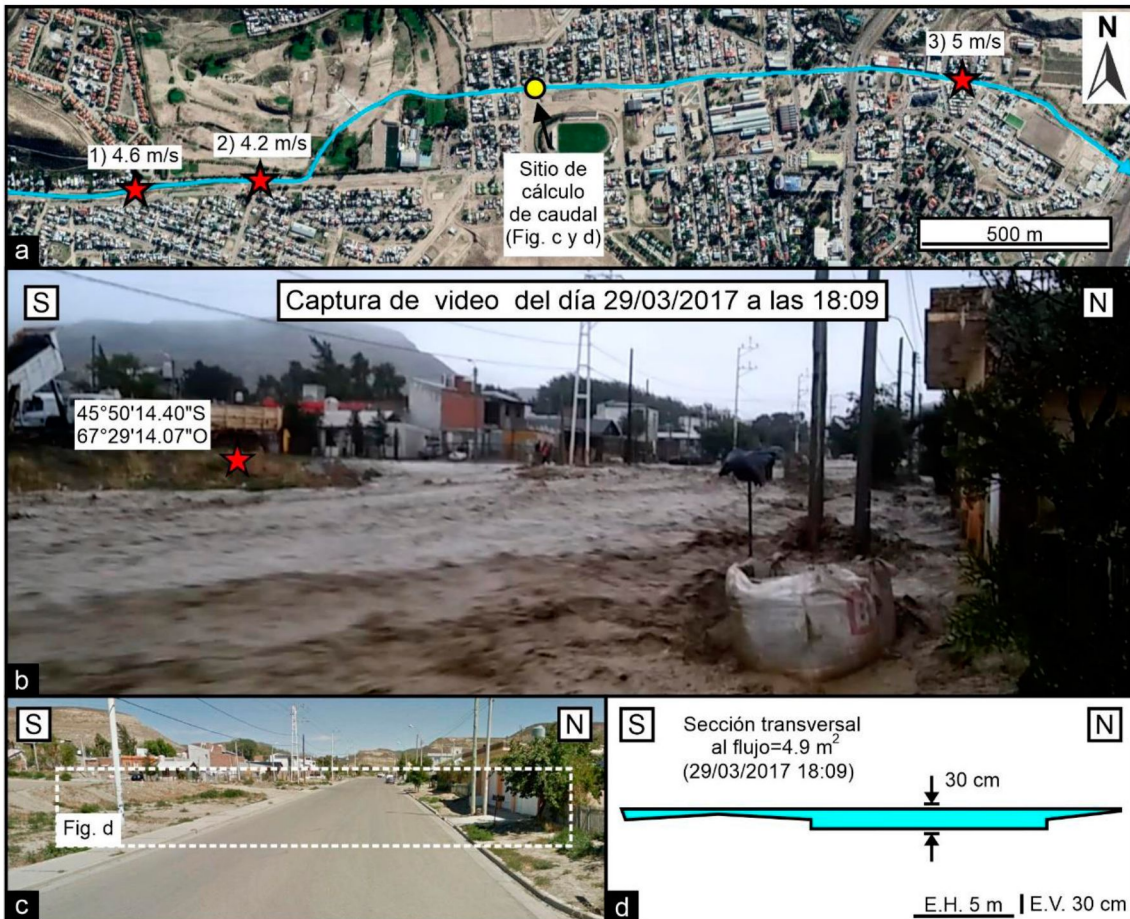 N
3) 5 m/s
2) 4.2 m/s
1) 4.6 m/s
Sitio de
cálculo
de caudal
(Fig. c y d)
500 m
a
S
Captura de video del día 29/03/2017 a las 18:09
N
45°50'14.40"S
67°29'14.07"O
b
S
N
Fig. d
c
S
Sección transversal
al flujo=4.9 m²
(29/03/2017 18:09)
N
30 cm
d
E.H. 5 m
E.V. 30 cm